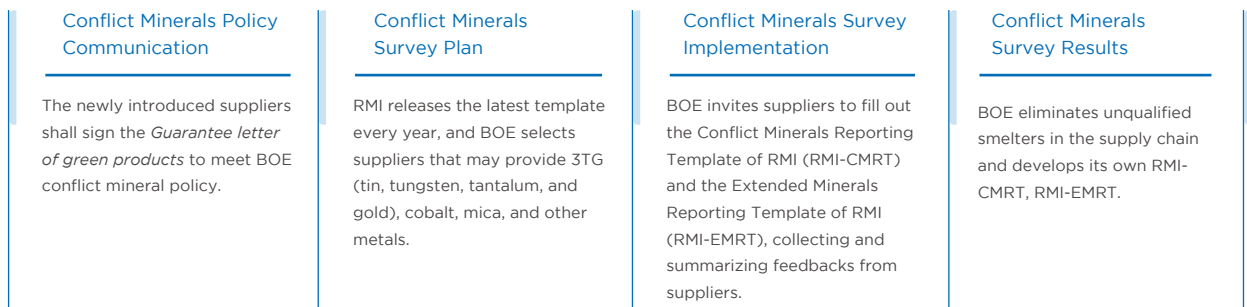 Conflict Minerals Policy
Communication
The newly introduced suppliers
shall sign the Guarantee letter
of green products to meet BOE
conflict mineral policy.
Conflict Minerals
Survey Plan
RMI releases the latest template
every year, and BOE selects
suppliers that may provide 3TG
(tin, tungsten, tantalum, and
gold), cobalt, mica, and other
metals.
Conflict Minerals Survey
Implementation
BOE invites suppliers to fill out
the Conflict Minerals Reporting
Template of RMI (RMI-CMRT)
and the Extended Minerals
Reporting Template of RMI
(RMI-EMRT), collecting and
summarizing feedbacks from
suppliers.
Conflict Minerals
Survey Results
BOE eliminates unqualified
smelters in the supply chain
and develops its own RMI-
CMRT, RMI-EMRT.